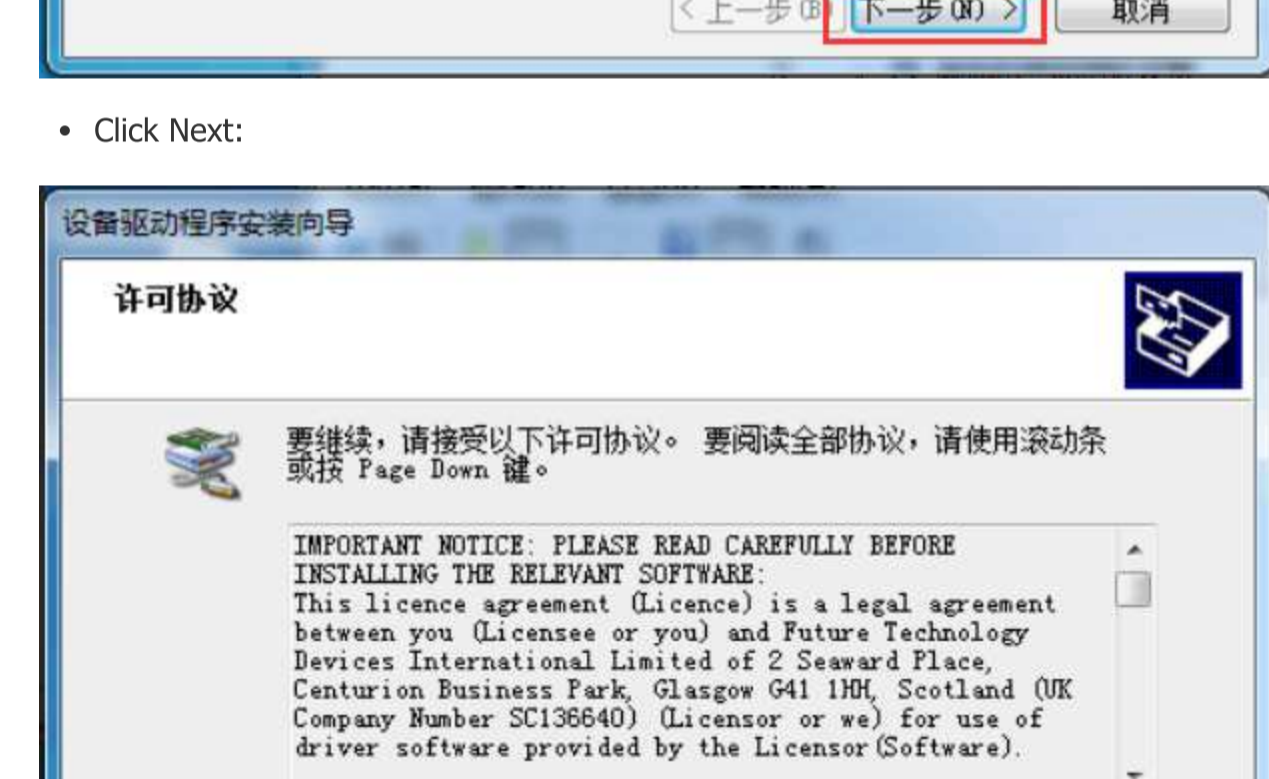 < 上一步(B) 下一步(N) > 取消
• Click Next:
设备驱动程序安装向导
许可协议
要继续，请接受以下许可协议。 要阅读全部协议，请使用滚动条
或按 Page Down 键。
IMPORTANT NOTICE: PLEASE READ CAREFULLY BEFORE
INSTALLING THE RELEVANT SOFTWARE:
This licence agreement (Licence) is a legal agreement
between you (Licensee or you) and Future Technology
Devices International Limited of 2 Seaward Place,
Centurion Business Park, Glasgow G41 1HH, Scotland (UK
Company Number SC136640) (Licensor or we) for use of
driver software provided by the Licensor(Software).